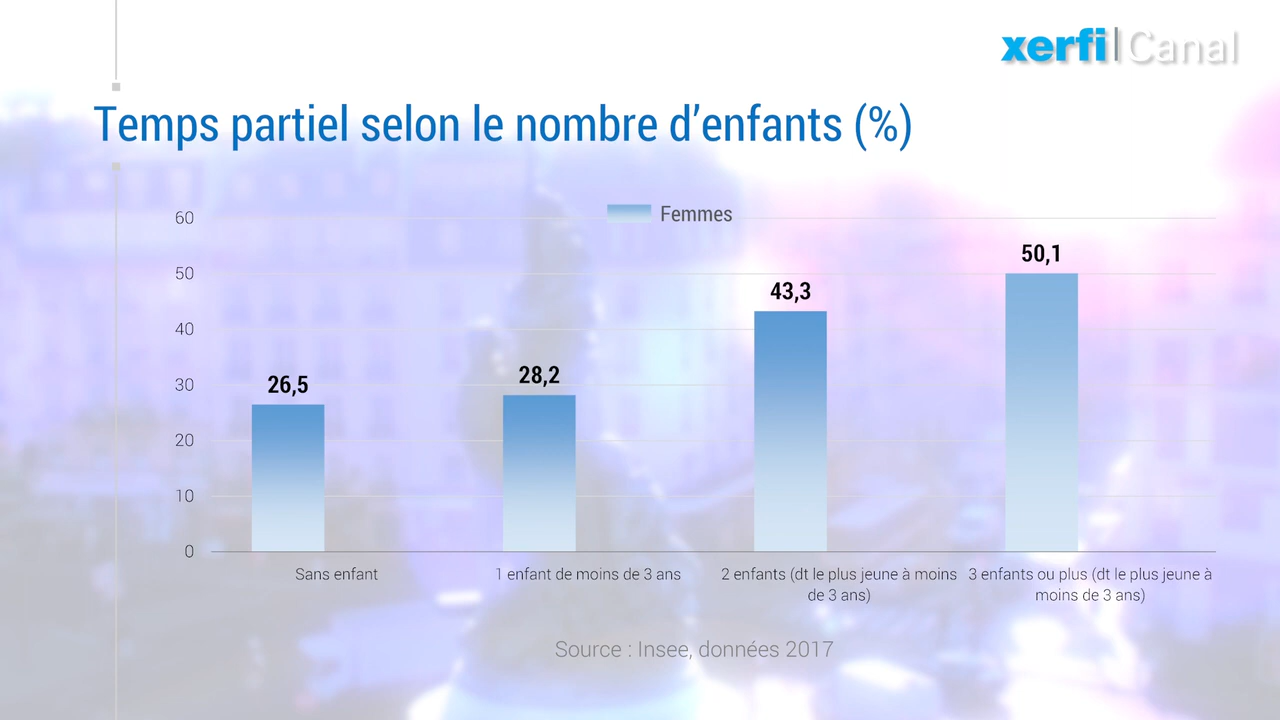 xerfi Canal
Temps partiel selon le nombre d'enfants (%)
Femmes
60
50
40
30
20
10
0
26,5
28,2
43,3
50,1
Sans enfant
1 enfant de moins de 3 ans
2 enfants (dt le plus jeune à moins
de 3 ans)
3 enfants ou plus (dt le plus jeune à
moins de 3 ans)
Source : Insee, données 2017